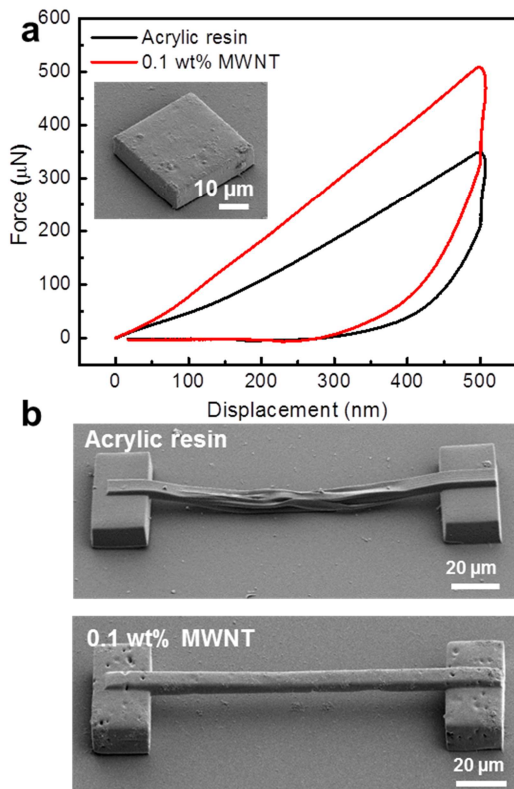 a
600
500
400
300
200
100
0
Force (µN)
Acrylic resin
0.1 wt% MWNT
10 µm
0 100 200 300 400 500
Displacement (nm)
b
Acrylic resin
20 µm
0.1 wt% MWNT
20 µm